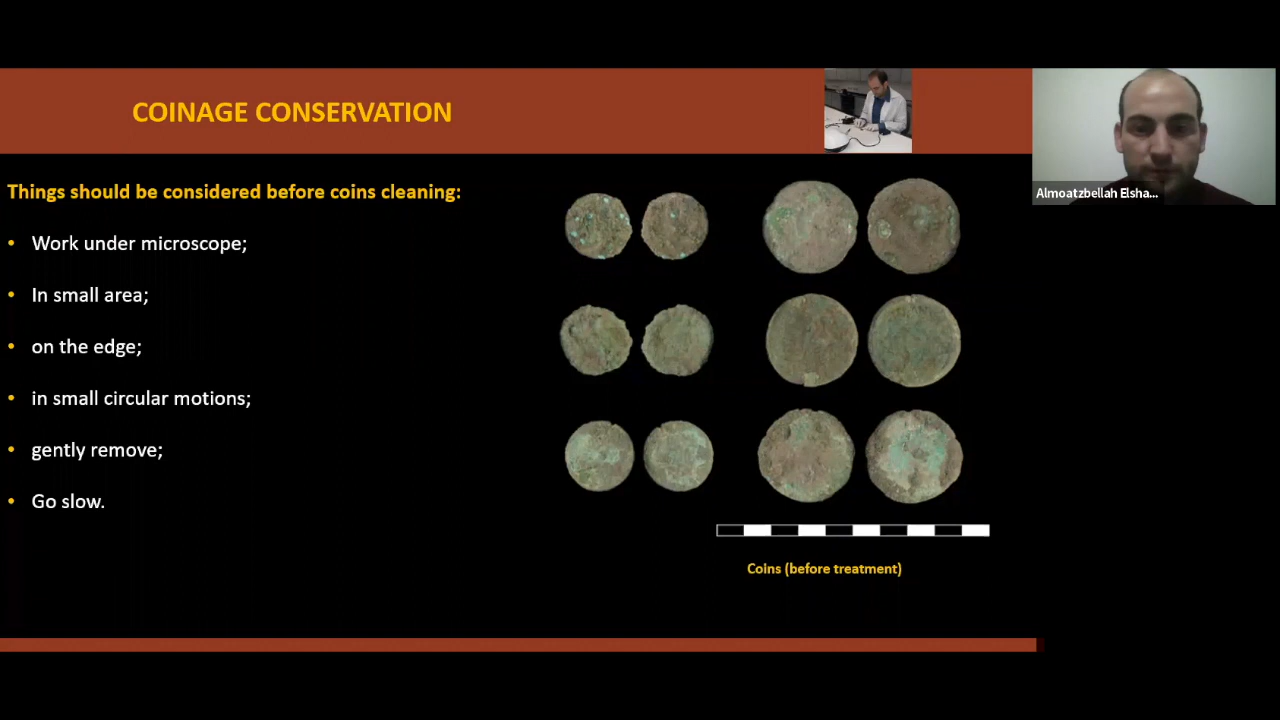 COINAGE CONSERVATION
Almoatzbellah Elsha...
Things should be considered before coins cleaning:
• Work under microscope;
• In small area;
• on the edge;
• in small circular motions;
• gently remove;
• Go slow.
Coins (before treatment)